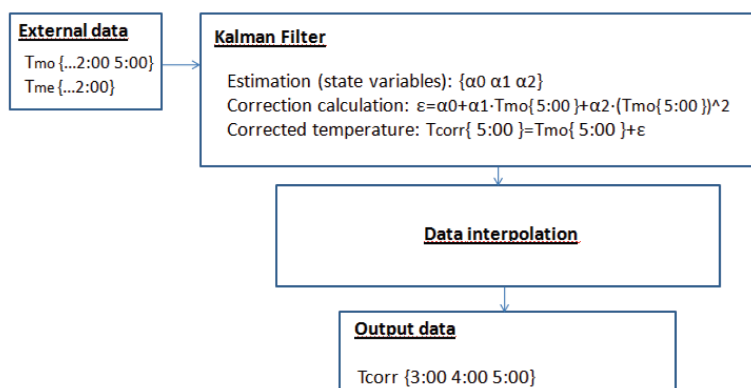 External data
Tmo {...2:00 5:00}
Tme {...2:00}
Kalman Filter
Estimation (state variables): {α0 α1 α2}
Correction calculation: ε=α0+α1·Tmo{ 5:00 }+α2·(Tmo{ 5:00 })^2
Corrected temperature: Tcorr{ 5:00 }=Tmo{ 5:00 }+ε
Data interpolation
Output data
Tcorr {3:00 4:00 5:00}